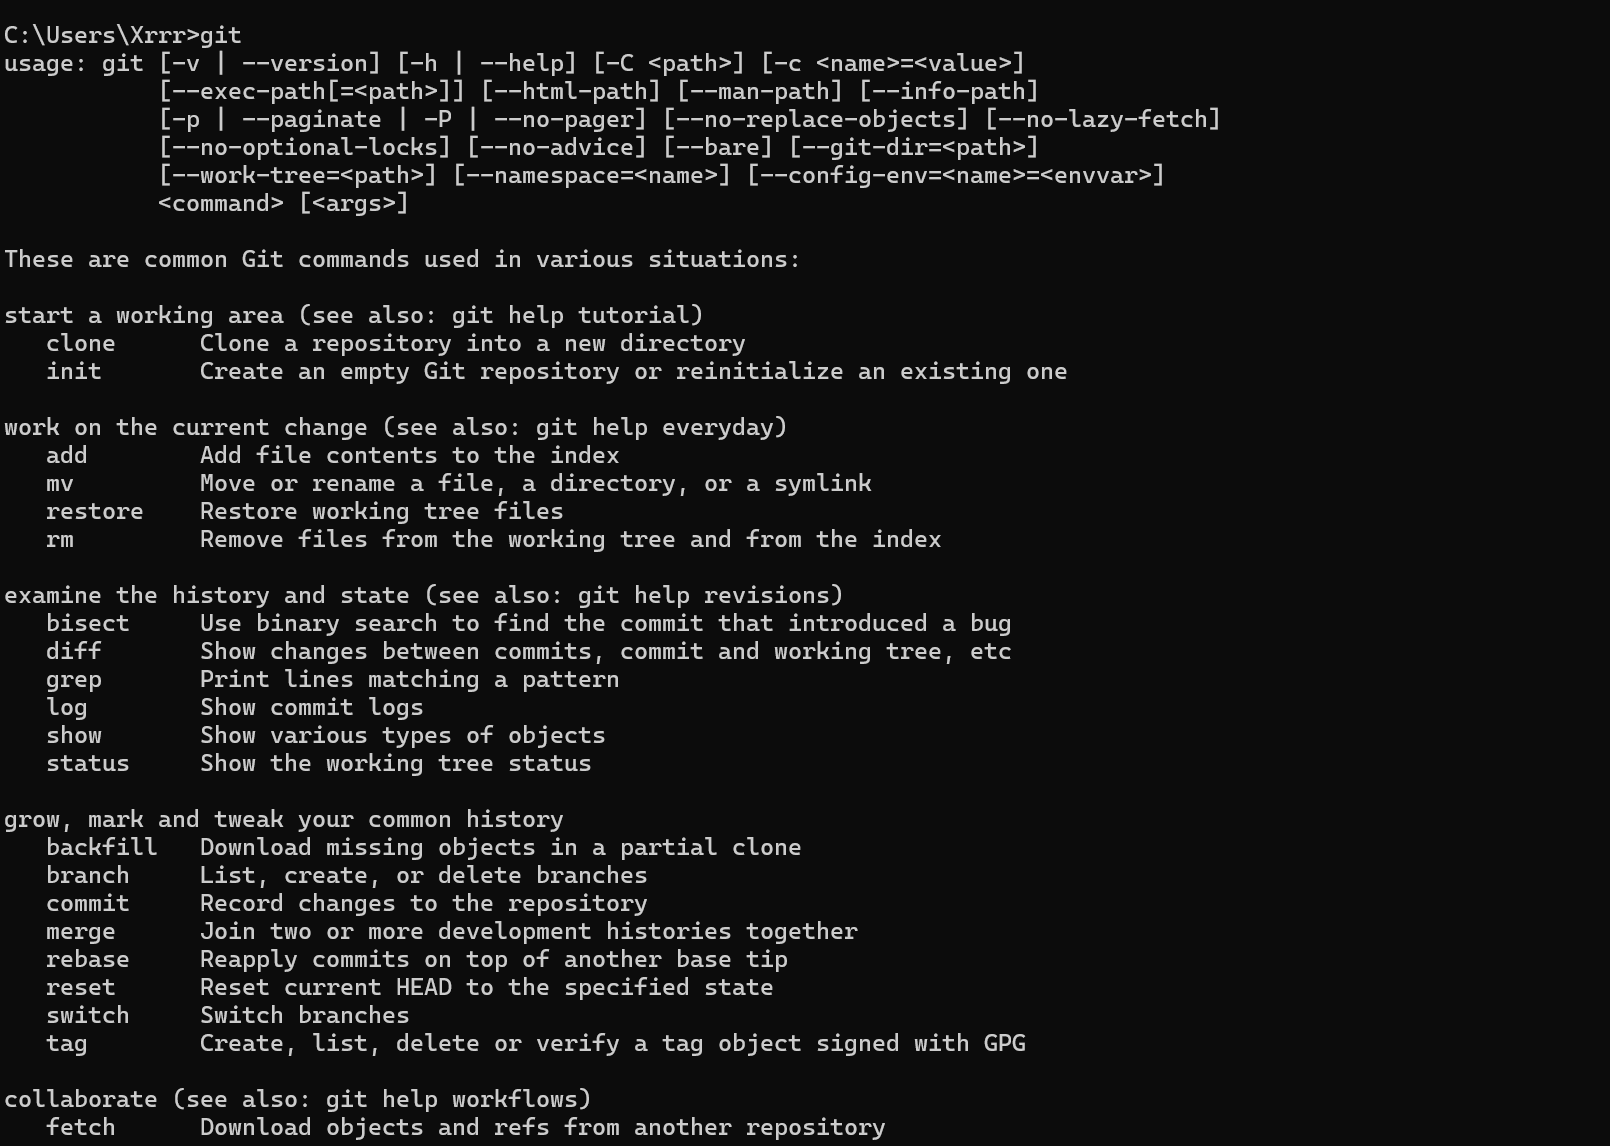 C:\Users\Xrrr>git
usage: git [-v | --version] [-h | --help] [-C <path>] [-c <name>=<value>]
           [--exec-path[=<path>]] [--html-path] [--man-path] [--info-path]
           [-p | --paginate | -P | --no-pager] [--no-replace-objects] [--no-lazy-fetch]
           [--no-optional-locks] [--no-advice] [--bare] [--git-dir=<path>]
           [--work-tree=<path>] [--namespace=<name>] [--config-env=<name>=<envvar>]
           <command> [<args>]

These are common Git commands used in various situations:

start a working area (see also: git help tutorial)
   clone      Clone a repository into a new directory
   init       Create an empty Git repository or reinitialize an existing one

work on the current change (see also: git help everyday)
   add        Add file contents to the index
   mv         Move or rename a file, a directory, or a symlink
   restore    Restore working tree files
   rm         Remove files from the working tree and from the index

examine the history and state (see also: git help revisions)
   bisect     Use binary search to find the commit that introduced a bug
   diff       Show changes between commits, commit and working tree, etc
   grep       Print lines matching a pattern
   log        Show commit logs
   show       Show various types of objects
   status     Show the working tree status

grow, mark and tweak your common history
   backfill   Download missing objects in a partial clone
   branch     List, create, or delete branches
   commit     Record changes to the repository
   merge      Join two or more development histories together
   rebase     Reapply commits on top of another base tip
   reset      Reset current HEAD to the specified state
   switch     Switch branches
   tag        Create, list, delete or verify a tag object signed with GPG

collaborate (see also: git help workflows)
   fetch      Download objects and refs from another repository